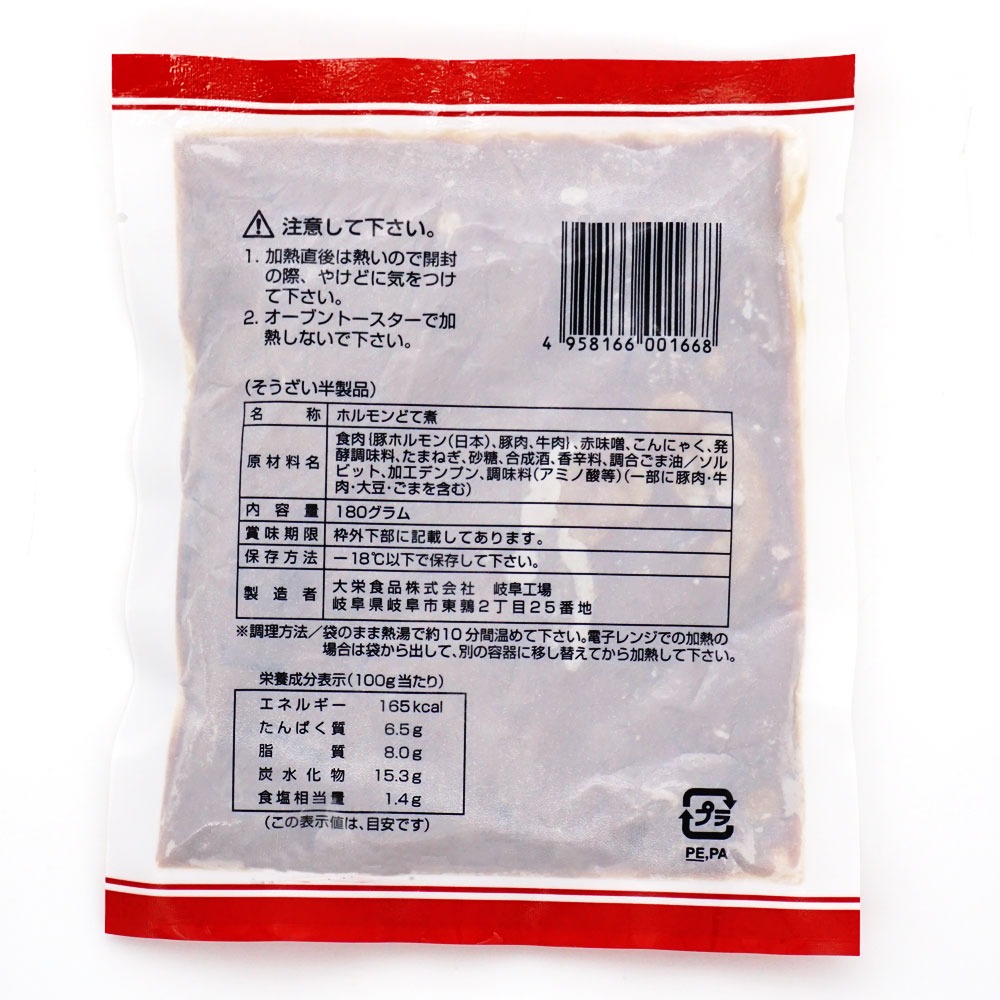 ⚠ 注意して下さい。
1. 加熱直後は熱いので開封
の際、やけどに気をつけ
て下さい。
2. オーブントースターで加
熱しないで下さい。
4 958166 001668
(そうざい半製品)
名称 ホルモンどて煮
原材料名 食肉{豚ホルモン(日本)、豚肉、牛肉}、赤味噌、こんにゃく、発
酵調味料、たまねぎ、砂糖、合成酒、香辛料、調合ごま油/ソル
ビット、加工デンプン、調味料(アミノ酸等)(一部に豚肉・牛
肉・大豆・ごまを含む)
内容量 180グラム
賞味期限 枠外下部に記載してあります。
保存方法 −18℃以下で保存して下さい。
製造者 大栄食品株式会社 岐阜工場
岐阜県岐阜市東鶉2丁目25番地
※調理方法/袋のまま熱湯で約10分間温めて下さい。電子レンジでの加熱の
場合は袋から出して、別の容器に移し替えてから加熱して下さい。
栄養成分表示(100g当たり)
エネルギー 165kcal
たんぱく質 6.5g
脂質 8.0g
炭水化物 15.3g
食塩相当量 1.4g
(この表示値は、目安です)
プラ
PE,PA